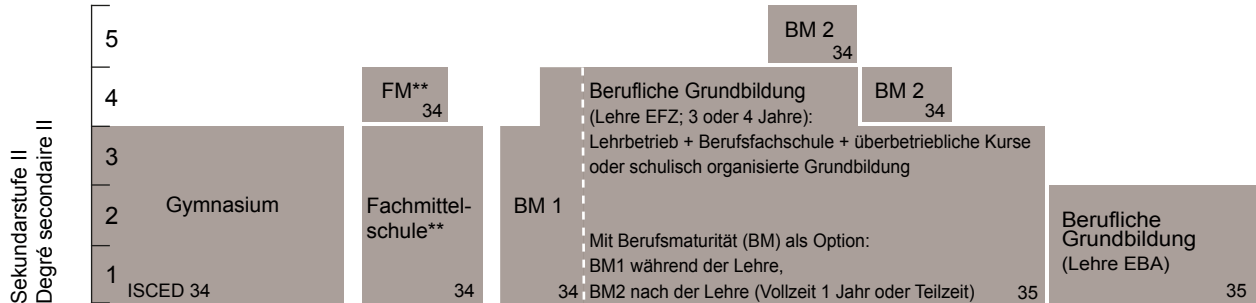 Sekundarstufe II
Degré secondaire II
5
4
3
2
1
Gymnasium
ISCED 34
FM**
34
Fachmittel-
schule**
34
BM 1
34
Berufliche Grundbildung
(Lehre EFZ; 3 oder 4 Jahre):
Lehrbetrieb + Berufsfachschule + überbetriebliche Kurse
oder schulisch organisierte Grundbildung
Mit Berufsmaturität (BM) als Option:
BM1 während der Lehre,
BM2 nach der Lehre (Vollzeit 1 Jahr oder Teilzeit)
35
BM 2
34
BM 2
34
Berufliche
Grundbildung
(Lehre EBA)
35